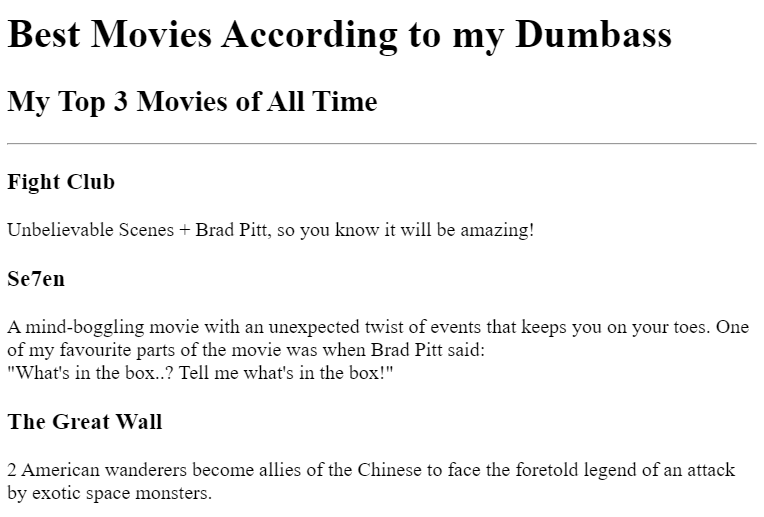 Best Movies According to my Dumbass
My Top 3 Movies of All Time
Fight Club
Unbelievable Scenes + Brad Pitt, so you know it will be amazing!
Se7en
A mind-boggling movie with an unexpected twist of events that keeps you on your toes. One
of my favourite parts of the movie was when Brad Pitt said:
"What's in the box..? Tell me what's in the box!"
The Great Wall
2 American wanderers become allies of the Chinese to face the foretold legend of an attack
by exotic space monsters.